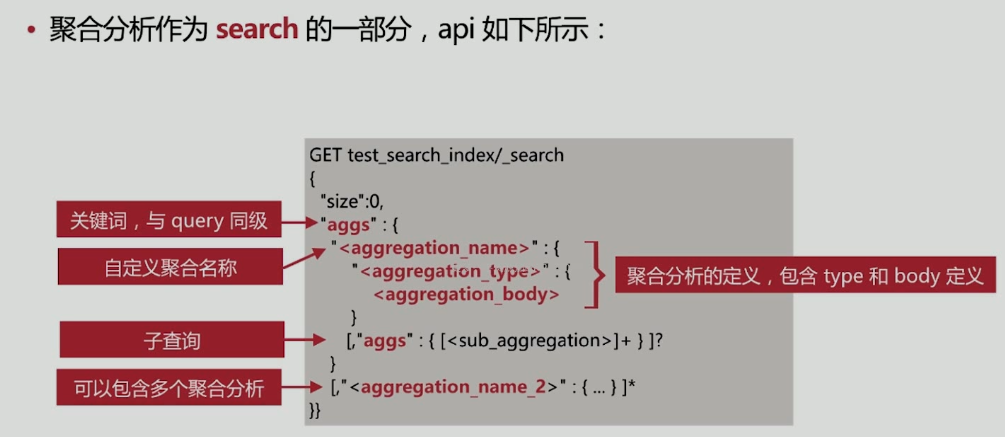 • 聚合分析作为 search 的一部分，api 如下所示：
GET test_search_index/_search
{
"size":0,
关键词，与 query 同级
"aggs" : {
自定义聚合名称
"<aggregation_name>" : {
"<aggregation_type>" : {
<aggregation_body>
}
聚合分析的定义，包含 type 和 body 定义
子查询
[,"aggs" : { [<sub_aggregation>]+ } ]?
}
可以包含多个聚合分析
[,"<aggregation_name_2>" : { ... } ]*
}}